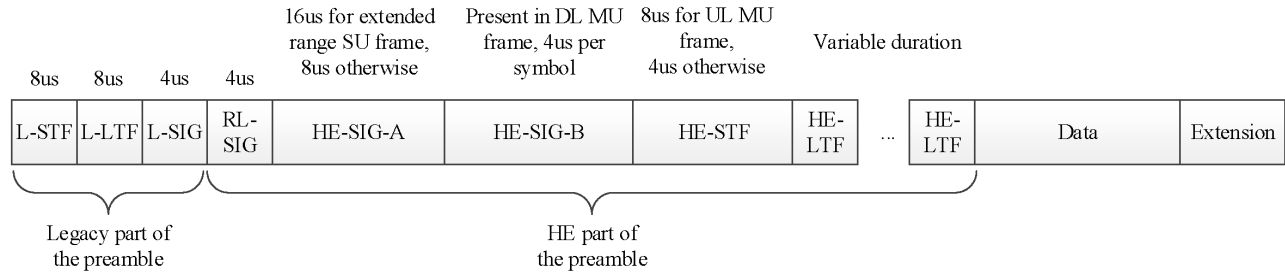 16us for extended
range SU frame,
8us otherwise
Present in DL MU
frame, 4us per
symbol
8us for UL MU
frame,
4us otherwise
Variable duration
8us
8us
4us
4us
L-STF
L-LTF
L-SIG
RL-
SIG
HE-SIG-A
HE-SIG-B
HE-STF
HE-
LTF
...
HE-
LTF
Data
Extension
Legacy part of
the preamble
HE part of
the preamble